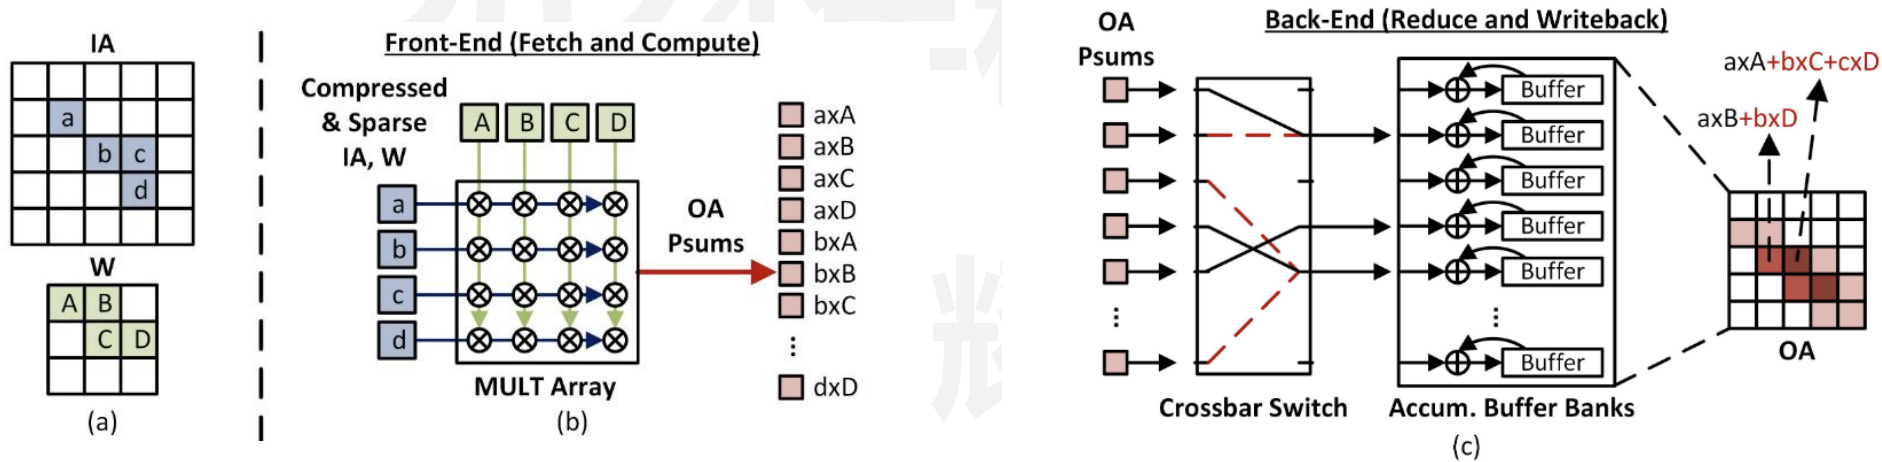 IA
a
b c
d
W
A B
C D
(a)
Front-End (Fetch and Compute)
Compressed
& Sparse
IA, W
A B C D
a
b
c
d
MULT Array
OA
Psums
axA
axB
axC
axD
bxA
bxB
bxC
⋮
dxD
(b)
Back-End (Reduce and Writeback)
OA
Psums
⋮
Crossbar Switch
Buffer
Buffer
Buffer
Buffer
Buffer
⋮
Buffer
Accum. Buffer Banks
axA+bxC+cxD
axB+bxD
OA
(c)